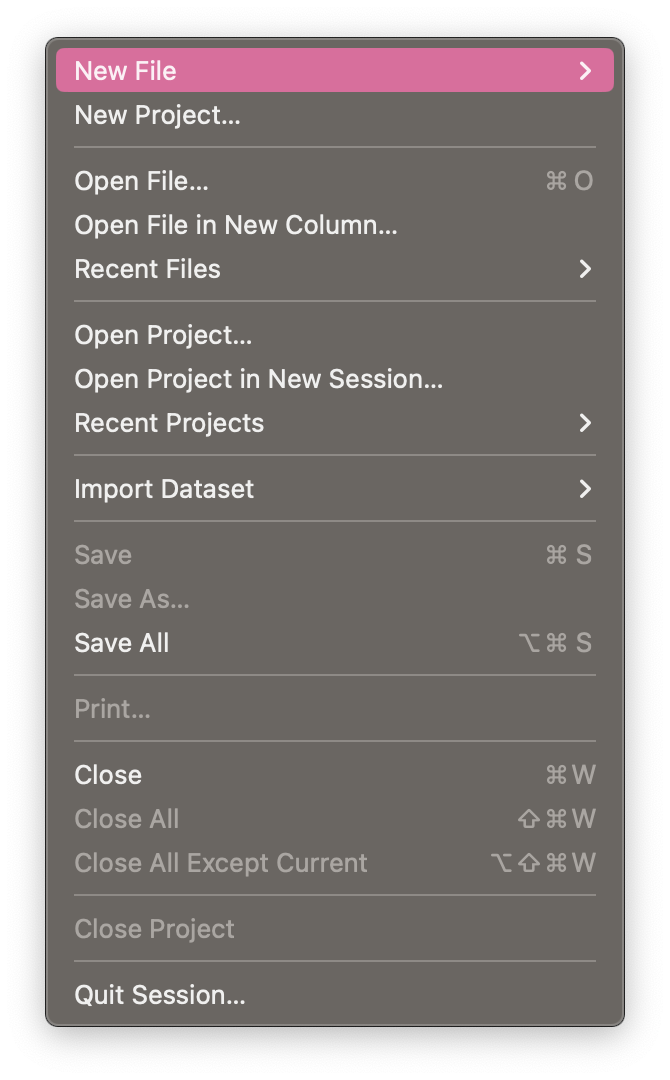 New File
New Project...
Open File... ⌘ O
Open File in New Column...
Recent Files
Open Project...
Open Project in New Session...
Recent Projects
Import Dataset
Save ⌘ S
Save As...
Save All ⌥⌘ S
Print...
Close ⌘W
Close All ⇧⌘W
Close All Except Current ⌥⇧⌘W
Close Project
Quit Session...